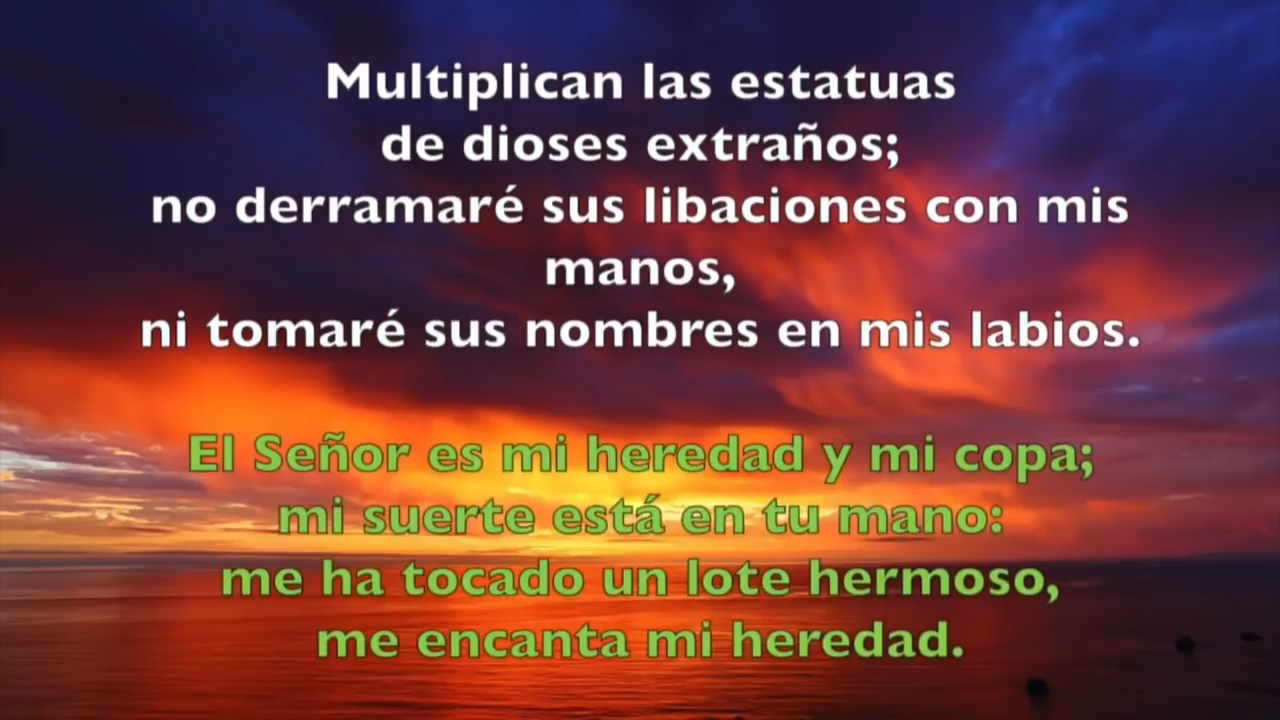 Multiplican las estatuas
de dioses extraños;
no derramaré sus libaciones con mis
manos,
ni tomaré sus nombres en mis labios.
El Señor es mi heredad y mi copa;
mi suerte está en tu mano:
me ha tocado un lote hermoso,
me encanta mi heredad.